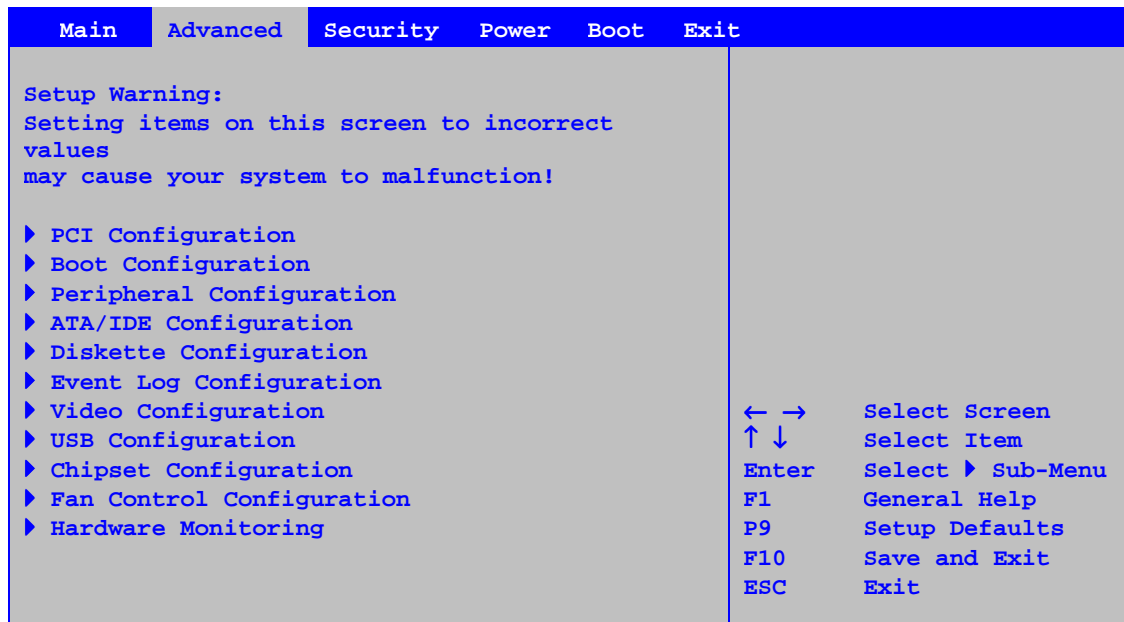 Main Advanced Security Power Boot Exit
Setup Warning:
Setting items on this screen to incorrect
values
may cause your system to malfunction!
PCI Configuration
Boot Configuration
Peripheral Configuration
ATA/IDE Configuration
Diskette Configuration
Event Log Configuration
Video Configuration
USB Configuration
Chipset Configuration
Fan Control Configuration
Hardware Monitoring
← → Select Screen
↑ ↓ Select Item
Enter Select ▶ Sub-Menu
F1 General Help
P9 Setup Defaults
F10 Save and Exit
ESC Exit